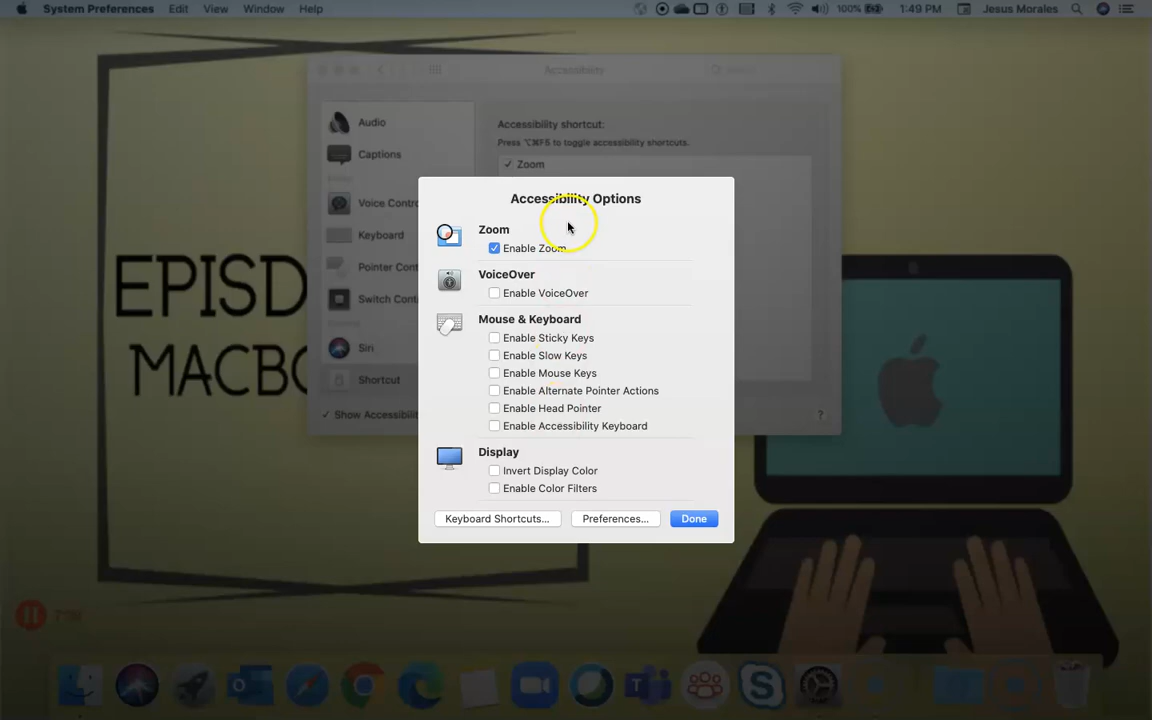 System Preferences Edit View Window Help 100% 1:49 PM Jesus Morales
Accessibility
Audio
Captions
Voice Contro
Keyboard
Pointer Cont
Switch Cont
Siri
Shortcut
Show Accessibili
Accessibility shortcut:
Press ⌥⌘F5 to toggle accessibility shortcuts.
Zoom
?
EPISD
MACBO
Accessibility Options
Zoom
Enable Zoom
VoiceOver
Enable VoiceOver
Mouse & Keyboard
Enable Sticky Keys
Enable Slow Keys
Enable Mouse Keys
Enable Alternate Pointer Actions
Enable Head Pointer
Enable Accessibility Keyboard
Display
Invert Display Color
Enable Color Filters
Keyboard Shortcuts... Preferences... Done